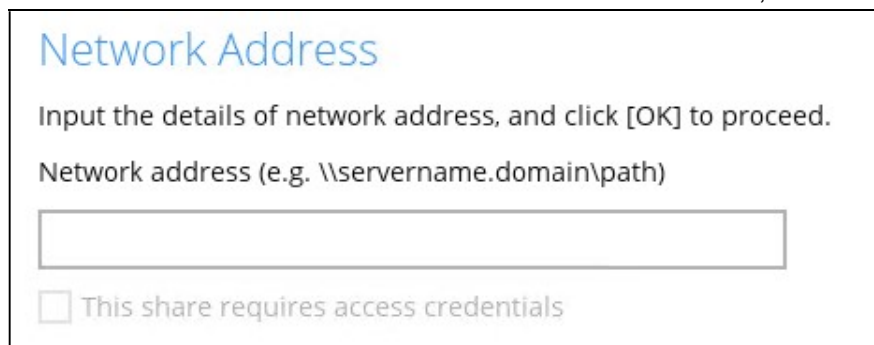 Network Address
Input the details of network address, and click [OK] to proceed.
Network address (e.g. \\servername.domain\path)
This share requires access credentials